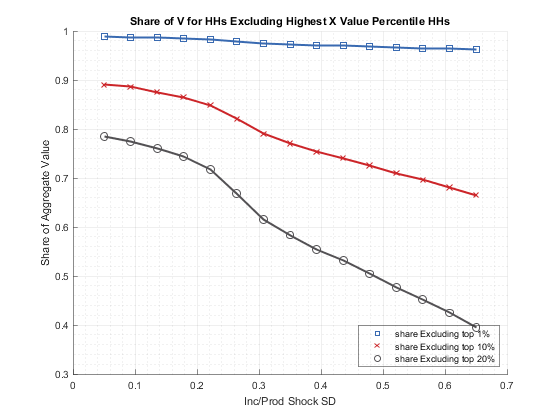 Share of V for HHs Excluding Highest X Value Percentile HHs
1
0.9
0.8
0.7
0.6
0.5
0.4
0.3
Share of Aggregate Value
0 0.1 0.2 0.3 0.4 0.5 0.6 0.7
Inc/Prod Shock SD
share Excluding top 1%
share Excluding top 10%
share Excluding top 20%